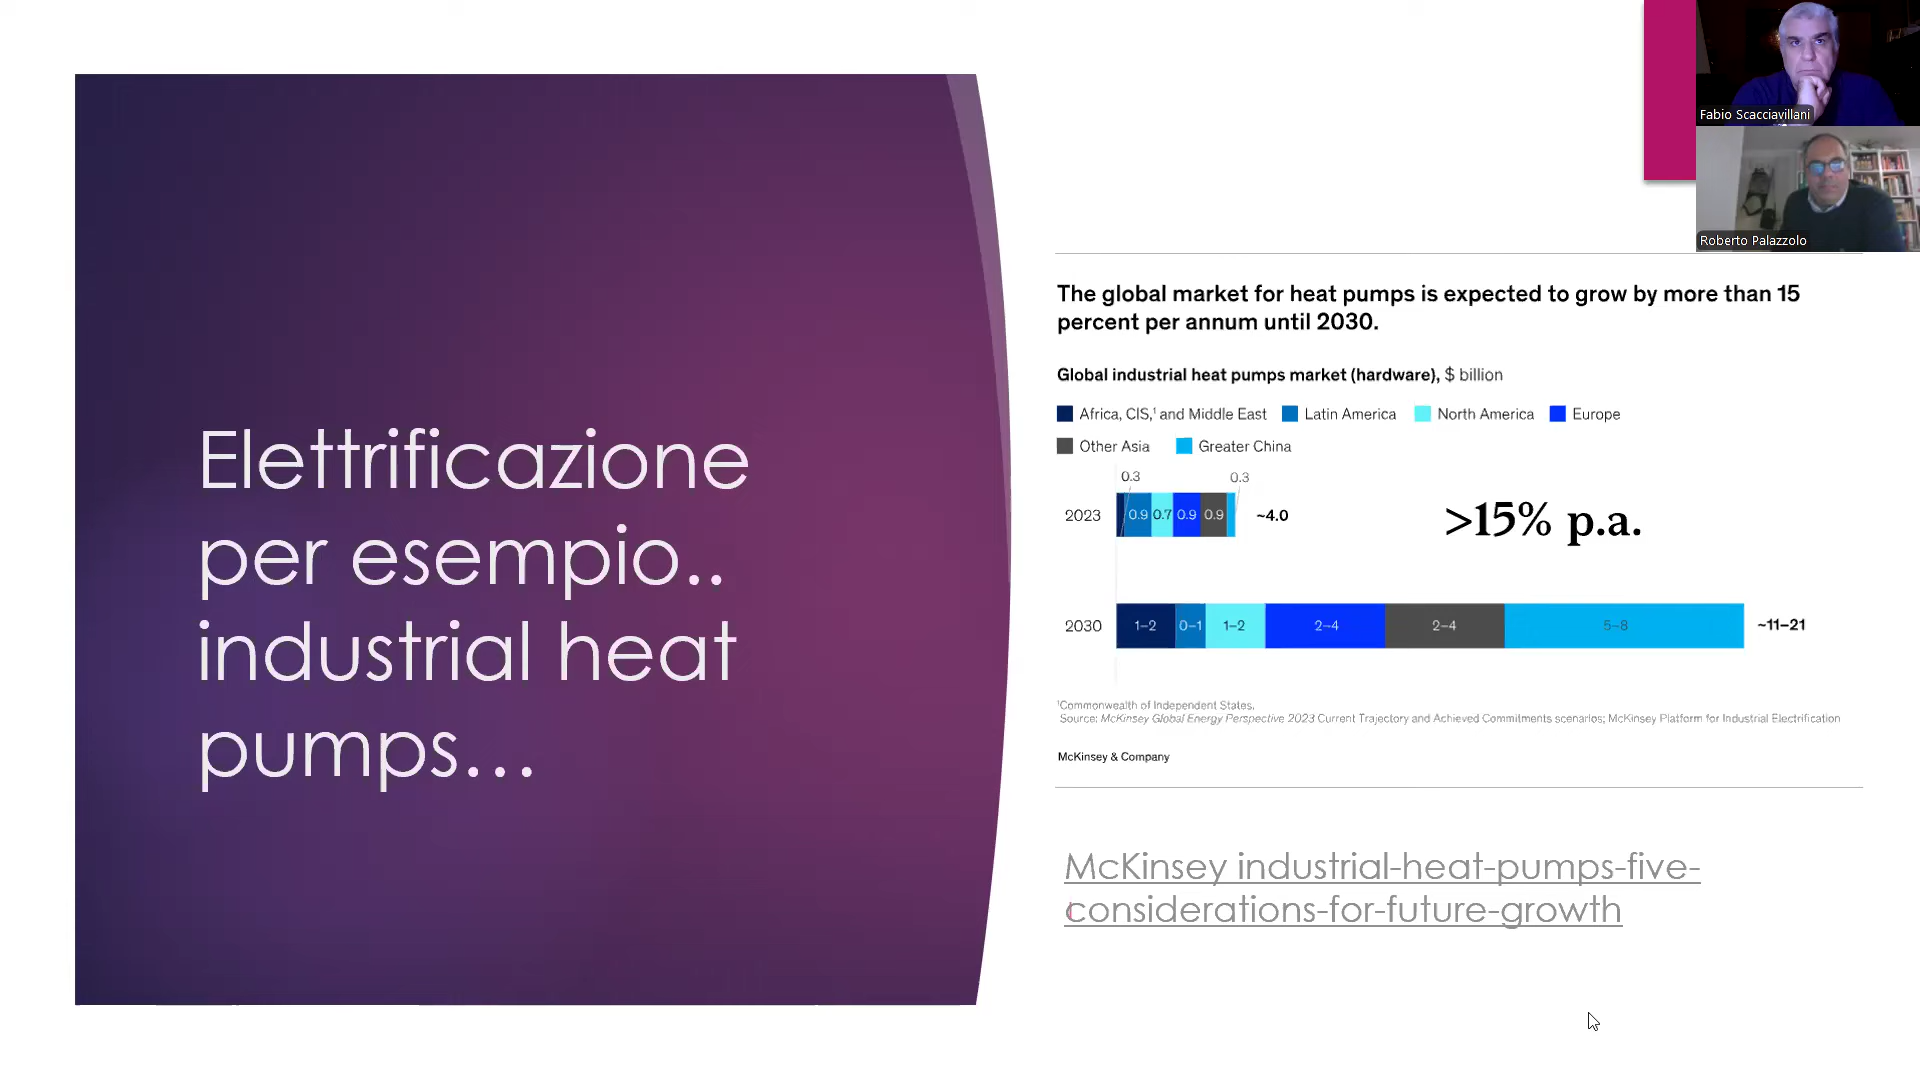 Elettrificazione
per esempio..
industrial heat
pumps...
Fabio Scacciavillani
Roberto Palazzolo
The global market for heat pumps is expected to grow by more than 15
percent per annum until 2030.
Global industrial heat pumps market (hardware), $ billion
Africa, CIS,¹ and Middle East
Latin America
North America
Europe
Other Asia
Greater China
0.3
0.3
2023
0.9
0.7
0.9
0.9
~4.0
>15% p.a.
2030
1–2
0–1
1–2
2–4
2–4
5–8
~11–21
¹Commonwealth of Independent States.
Source: McKinsey Global Energy Perspective 2023 Current Trajectory and Achieved Commitments scenarios; McKinsey Platform for Industrial Electrification
McKinsey & Company
McKinsey industrial-heat-pumps-five-
considerations-for-future-growth